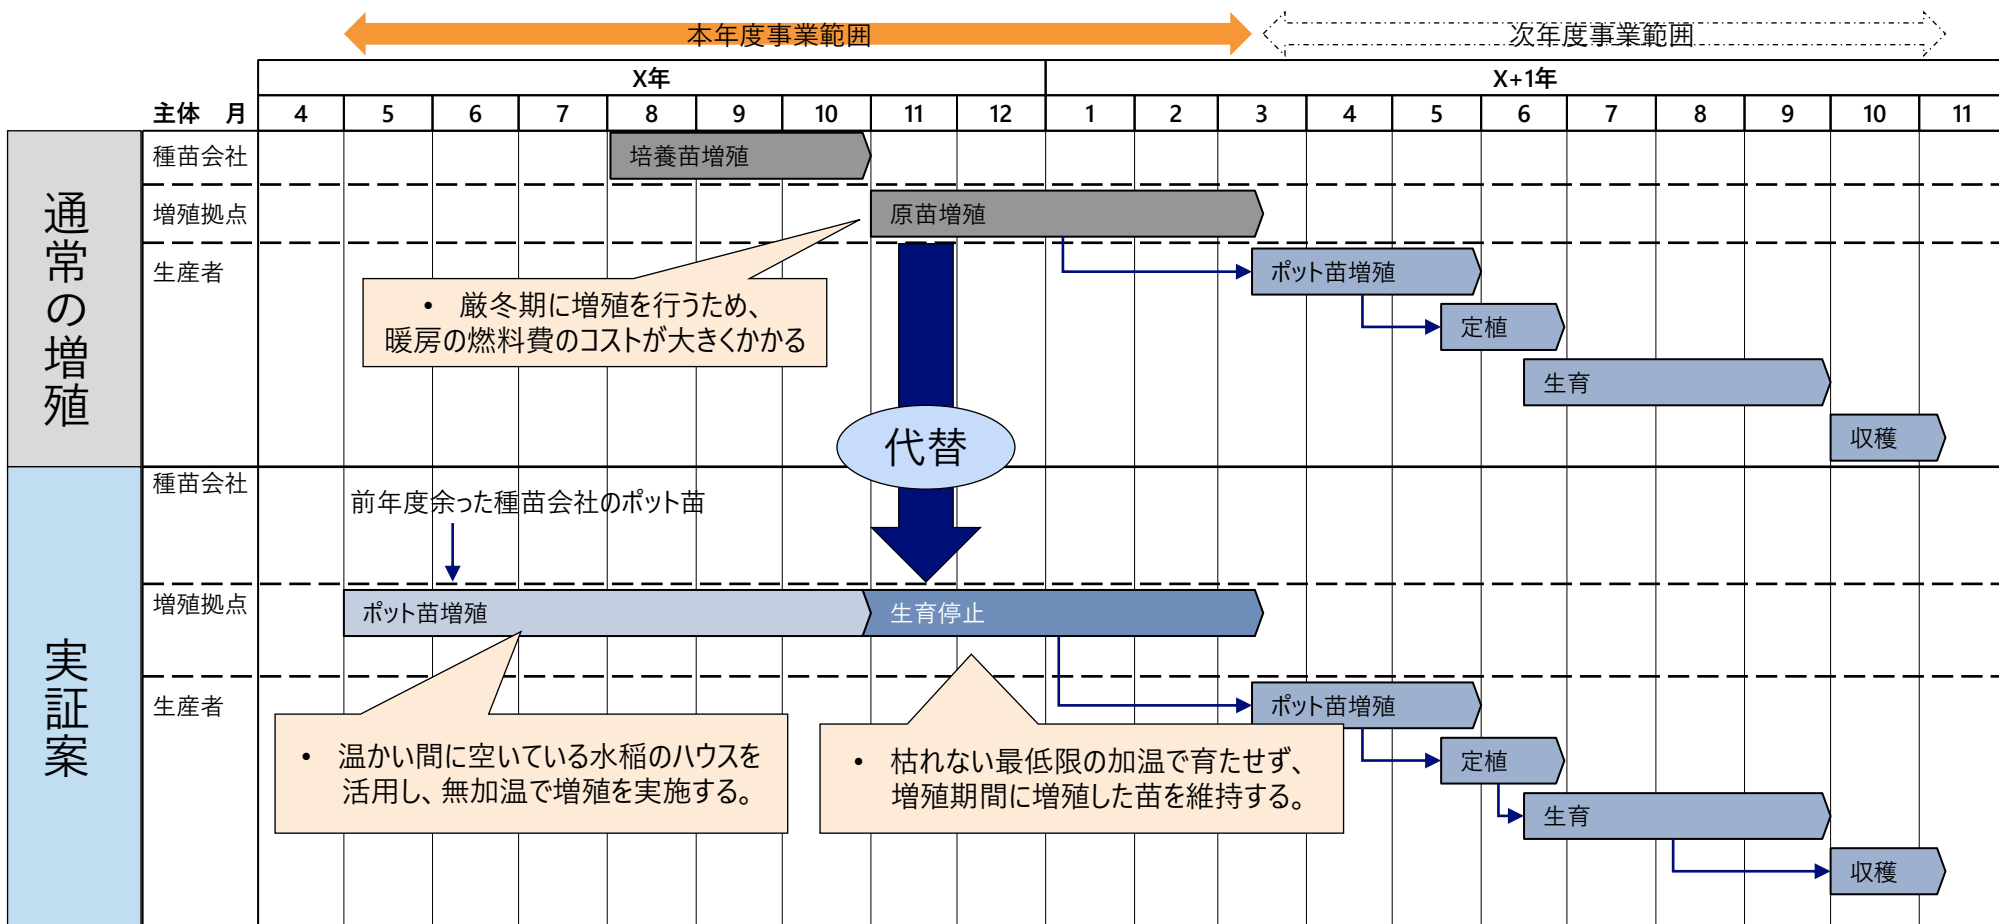 本年度事業範囲
次年度事業範囲
X年
X+1年
主体 月
4 5 6 7 8 9 10 11 12 1 2 3 4 5 6 7 8 9 10 11
通常の増殖
種苗会社
培養苗増殖
増殖拠点
原苗増殖
生産者
ポット苗増殖
• 厳冬期に増殖を行うため、
暖房の燃料費のコストが大きくかかる
定植
生育
収穫
代替
実証案
種苗会社
前年度余った種苗会社のポット苗
増殖拠点
ポット苗増殖
生育停止
生産者
ポット苗増殖
• 温かい間に空いている水稲のハウスを
活用し、無加温で増殖を実施する。
• 枯れない最低限の加温で育たせず、
増殖期間に増殖した苗を維持する。
定植
生育
収穫